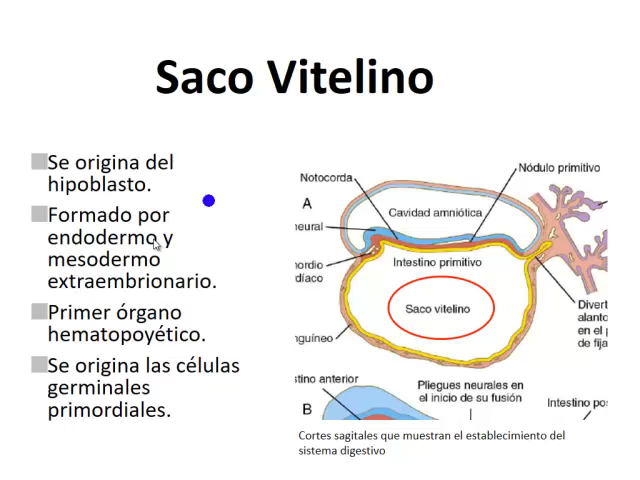 Saco Vitelino
Se origina del
hipoblasto.
Formado por
endodermo y
mesodermo
extraembrionario.
Primer órgano
hematopoyético.
Se origina las células
germinales
primordiales.
Nódulo primitivo
Notocorda
A
Cavidad amniótica
neural
Intestino primitivo
mordio
díaco
Saco vitelino
Divert
alanto
en el p
de fija
nguíneo
stino anterior
Pliegues neurales en
el inicio de su fusión
Intestino pos
B
Cortes sagitales que muestran el establecimiento del
sistema digestivo